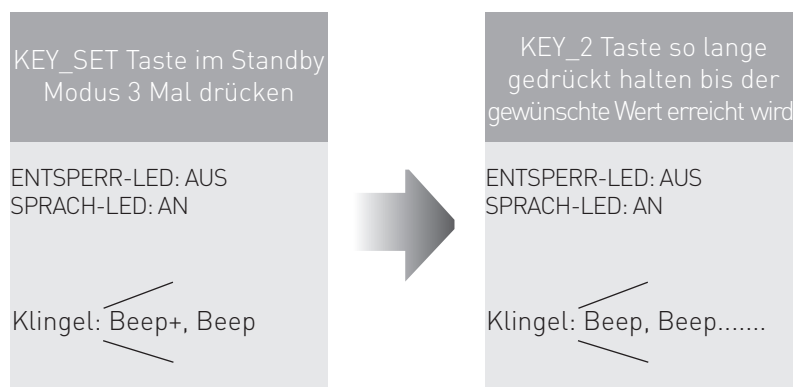 KEY_SET Taste im Standby
Modus 3 Mal drücken
ENTSPERR-LED: AUS
SPRACH-LED: AN
Klingel: Beep+, Beep
KEY_2 Taste so lange
gedrückt halten bis der
gewünschte Wert erreicht wird
ENTSPERR-LED: AUS
SPRACH-LED: AN
Klingel: Beep, Beep.......